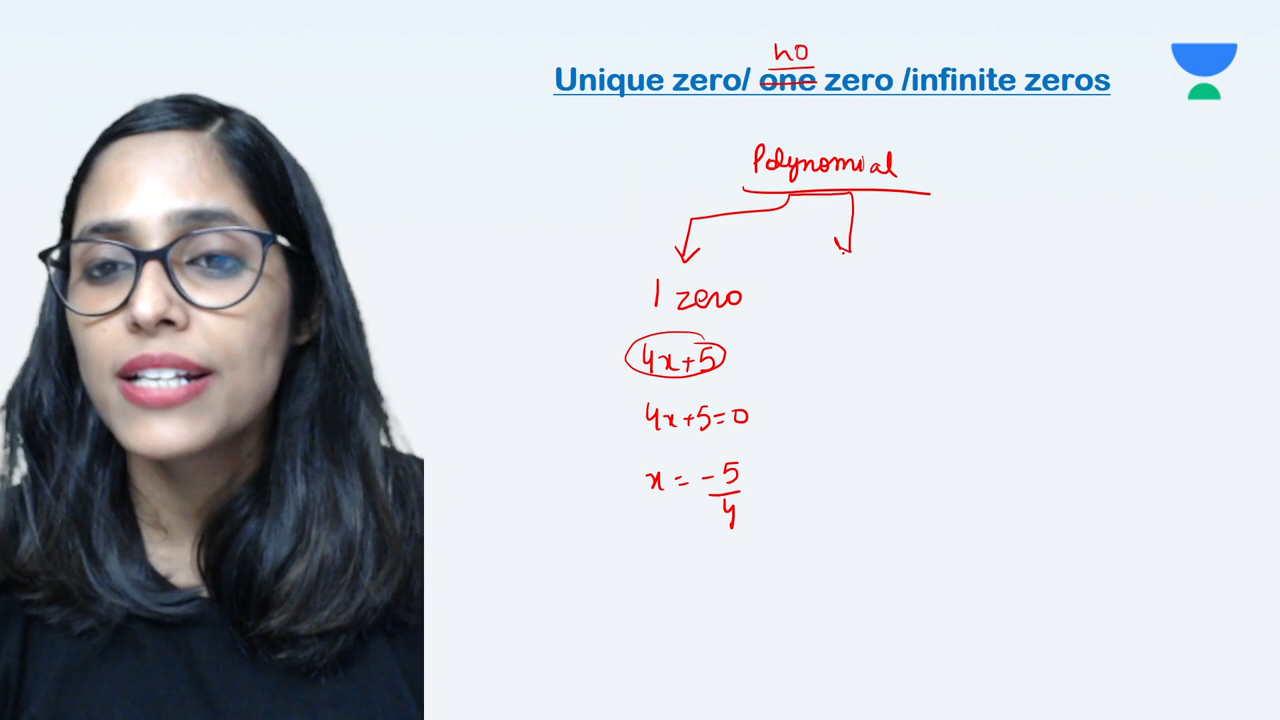 no
Unique zero/ one zero /infinite zeros
Polynomial
1 zero
4x+5
4x+5=0
x = -5/4